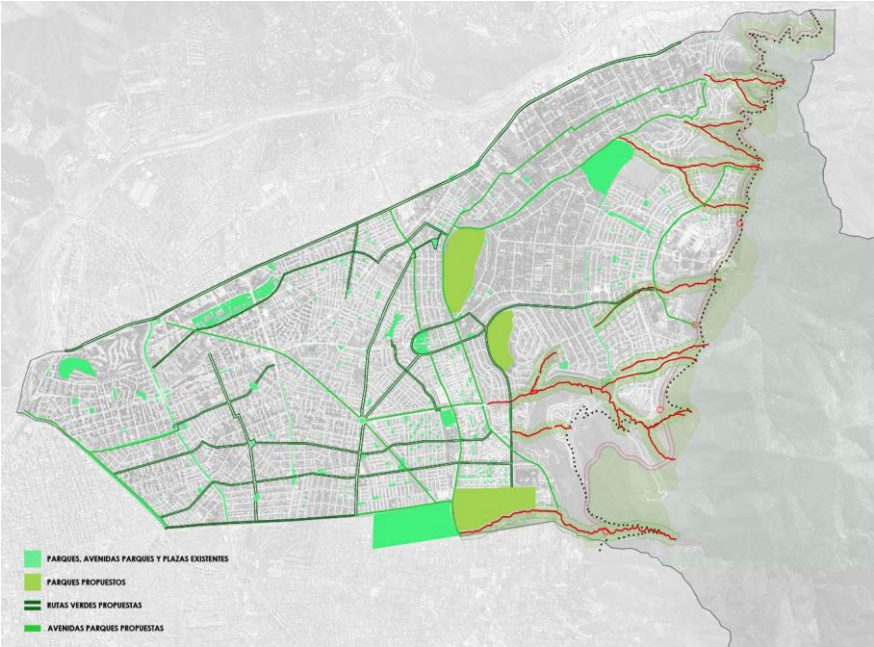 PARQUES, AVENIDAS PARQUES Y PLAZAS EXISTENTES
PARQUES PROPUESTOS
RUTAS VERDES PROPUESTAS
AVENIDAS PARQUES PROPUESTAS